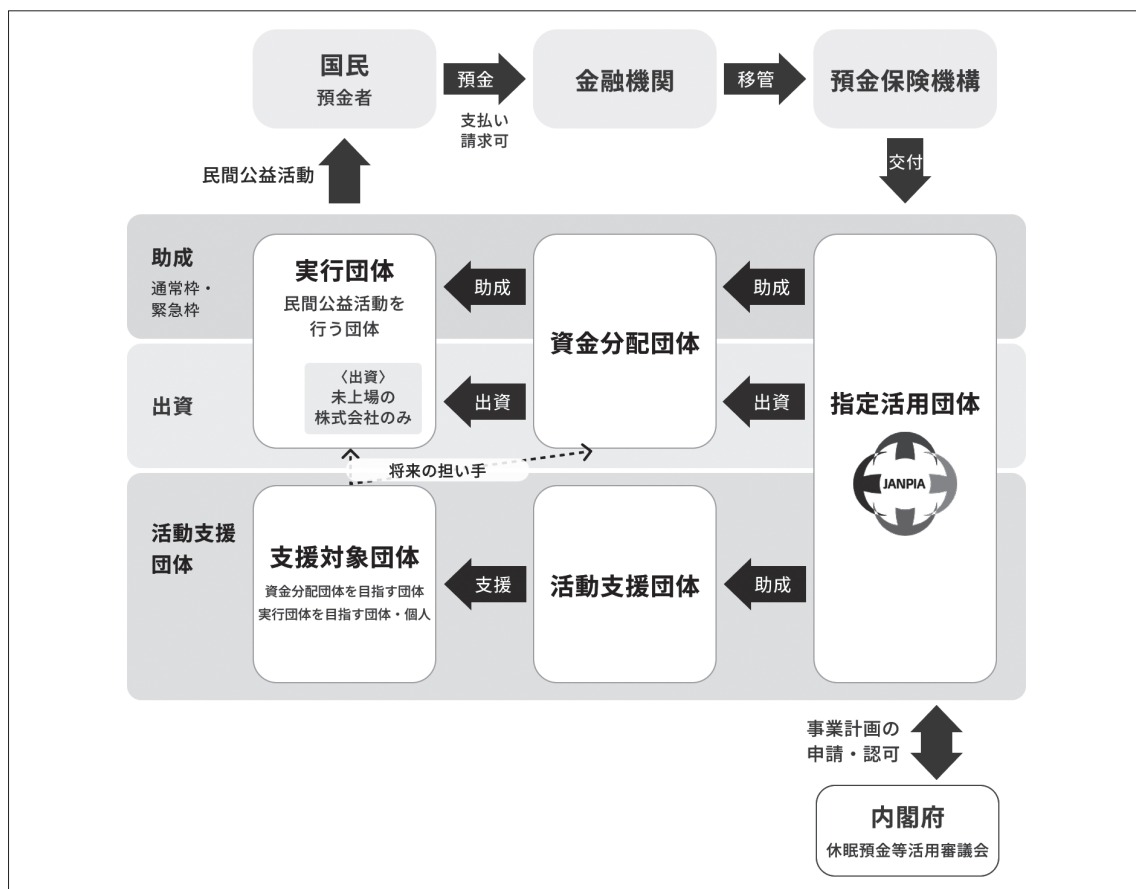 国民
預金者
預金
支払い
請求可
金融機関
移管
預金保険機構
交付
民間公益活動
助成
通常枠・
緊急枠
実行団体
民間公益活動を
行う団体
助成
資金分配団体
助成
出資
〈出資〉
未上場の
株式会社のみ
出資
出資
指定活用団体
JANPIA
将来の担い手
活動支援
団体
支援対象団体
資金分配団体を目指す団体
実行団体を目指す団体・個人
支援
活動支援団体
助成
事業計画の
申請・認可
内閣府
休眠預金等活用審議会